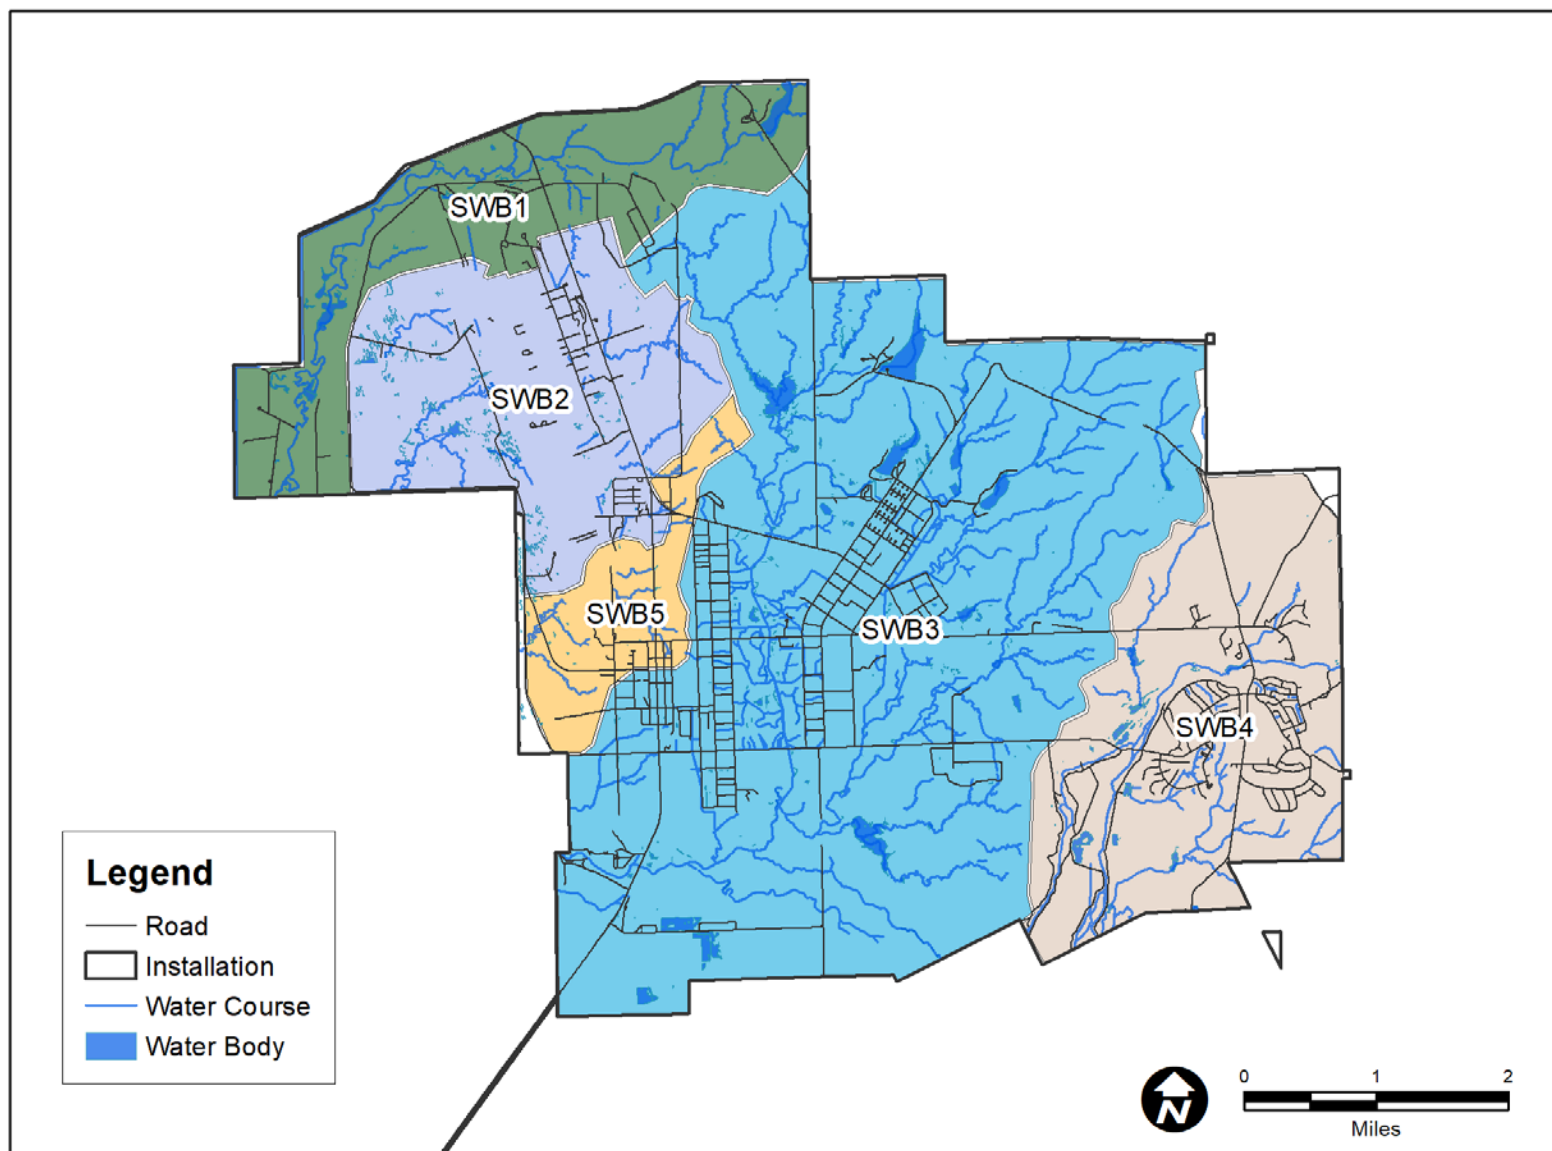 SWB1
SWB2
SWB5
SWB3
SWB4
Legend
Road
Installation
Water Course
Water Body
N
0 1 2
Miles